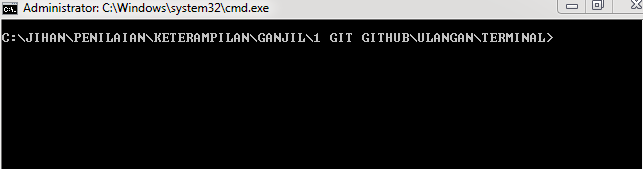 Administrator: C:\Windows\system32\cmd.exe
C:\JIHAN\PENILAIAN\KETERAMPILAN\GANJIL\1 GIT GITHUB\ULANGAN\TERMINAL>